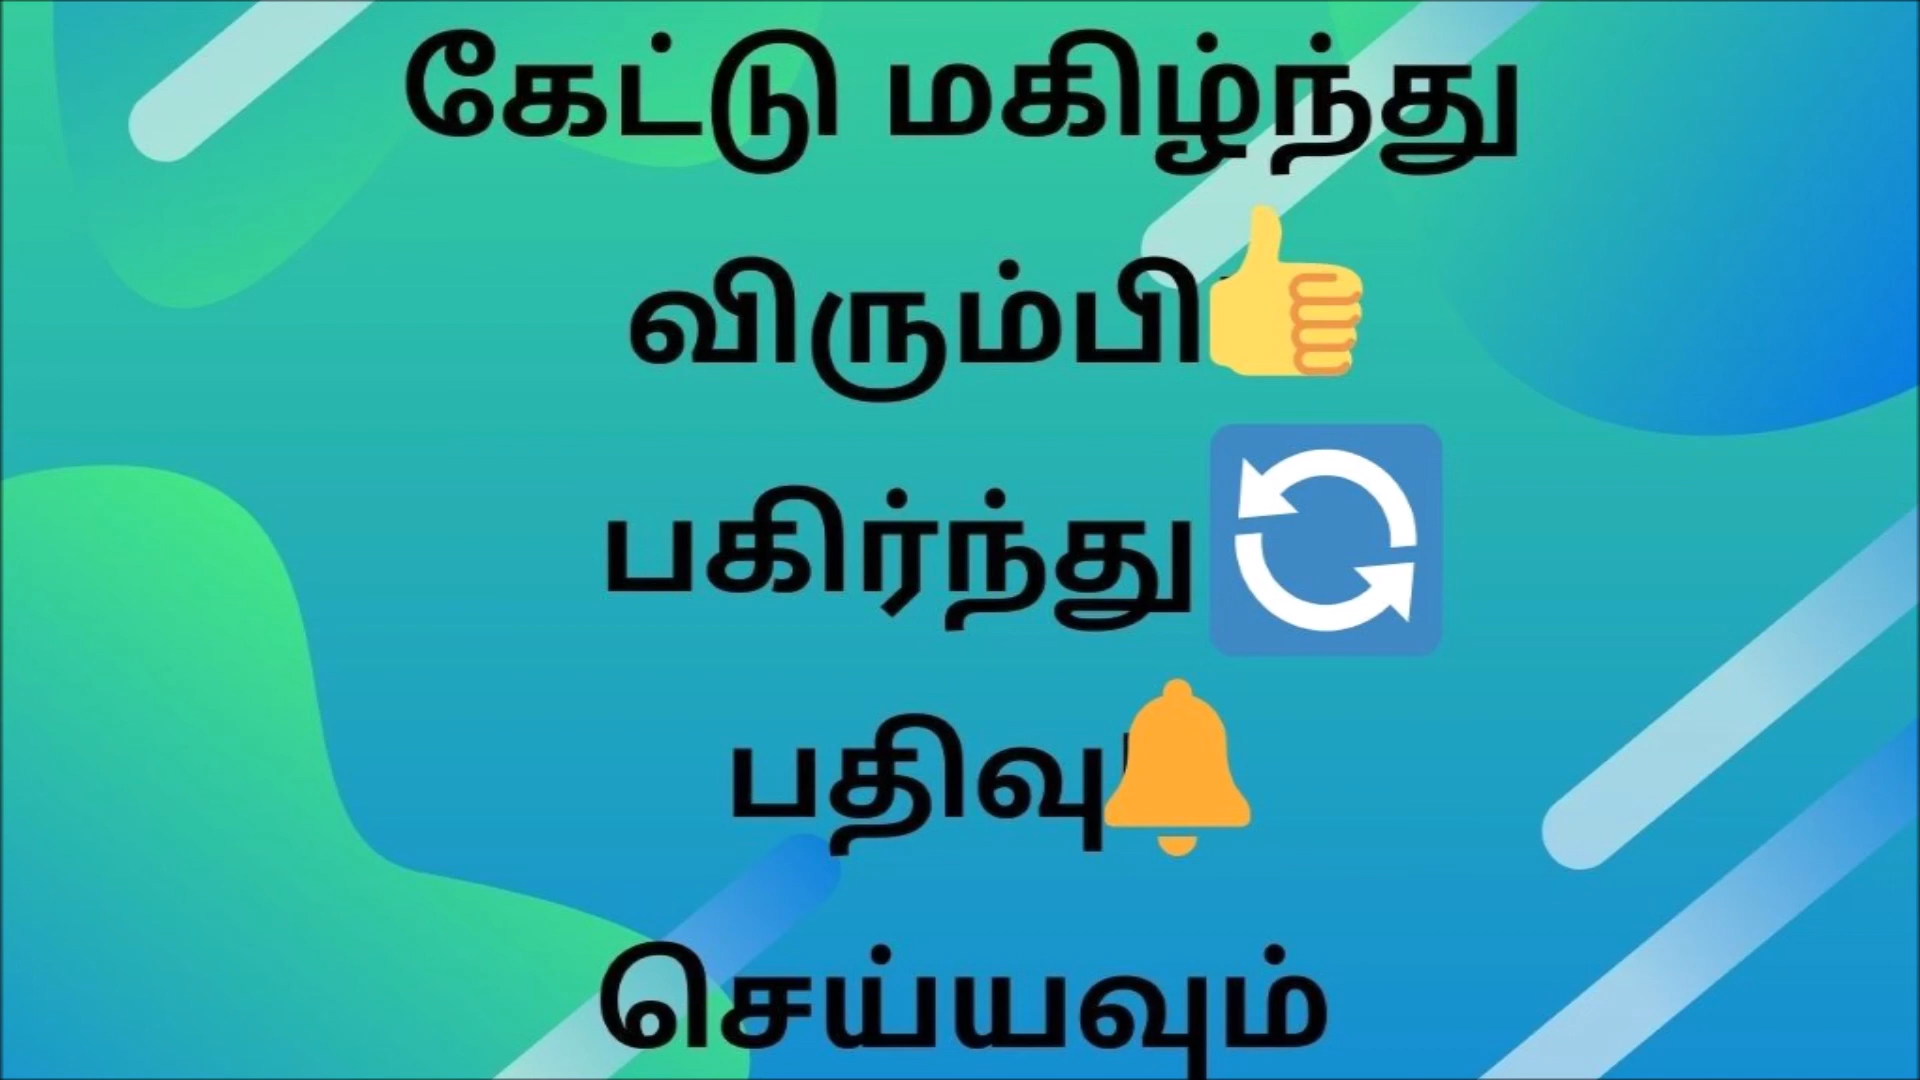 கேட்டு மகிழ்ந்து
விரும்பி👍
பகிர்ந்து 🔄
பதிவு🔔
செய்யவும்